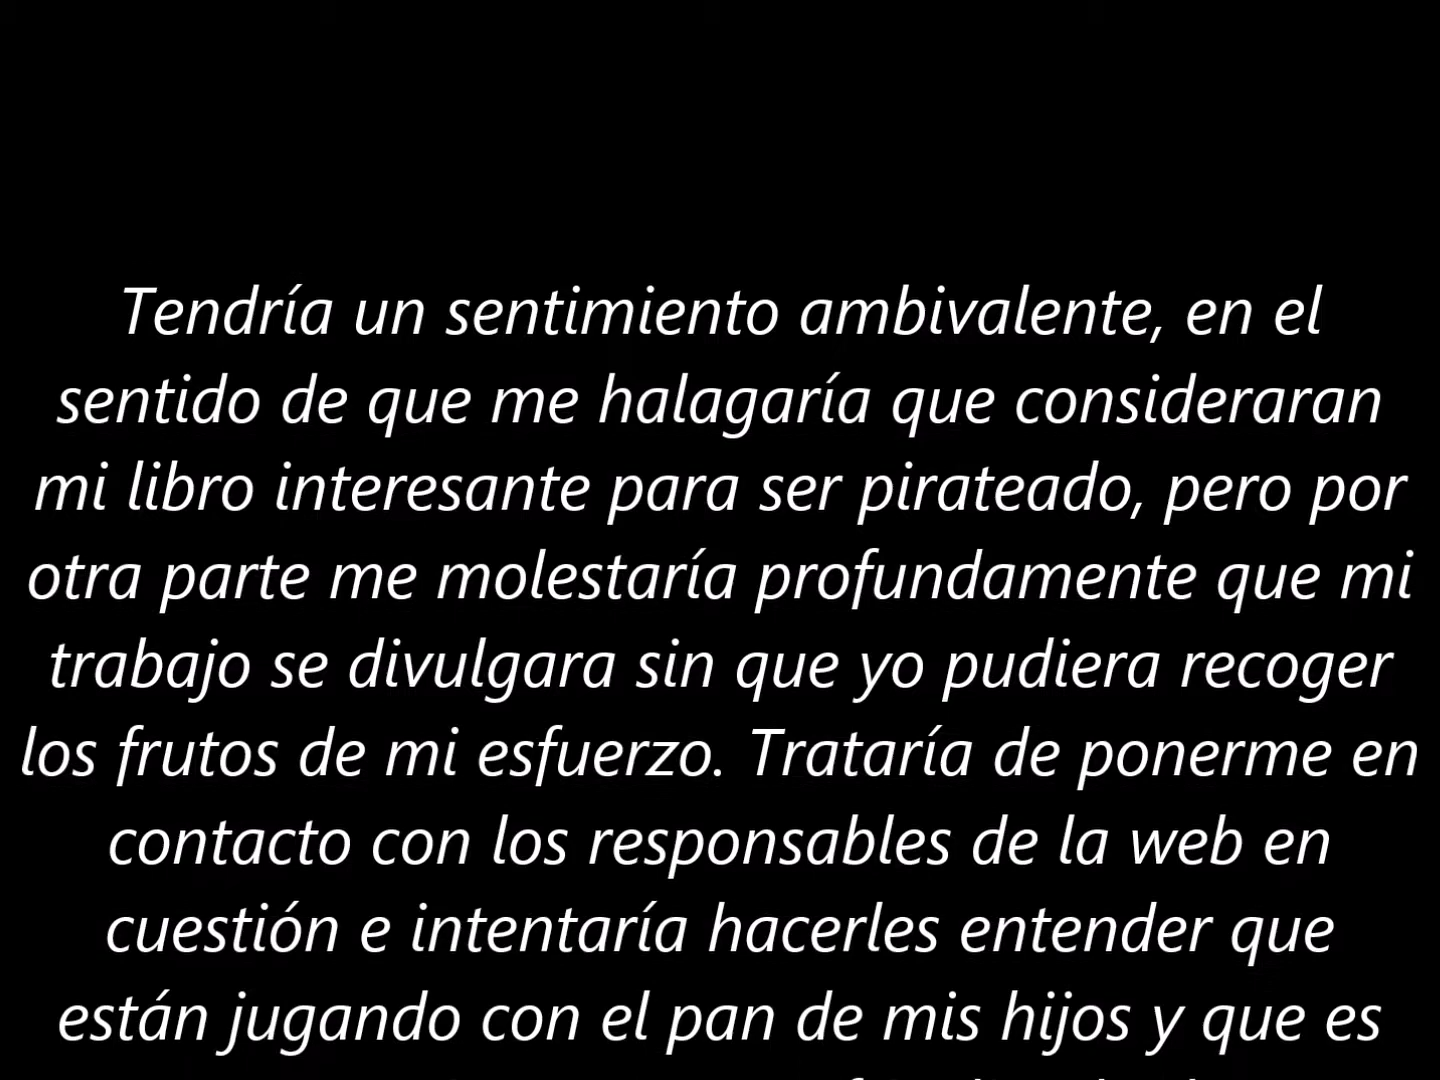 Tendría un sentimiento ambivalente, en el
sentido de que me halagaría que consideraran
mi libro interesante para ser pirateado, pero por
otra parte me molestaría profundamente que mi
trabajo se divulgara sin que yo pudiera recoger
los frutos de mi esfuerzo. Trataría de ponerme en
contacto con los responsables de la web en
cuestión e intentaría hacerles entender que
están jugando con el pan de mis hijos y que es